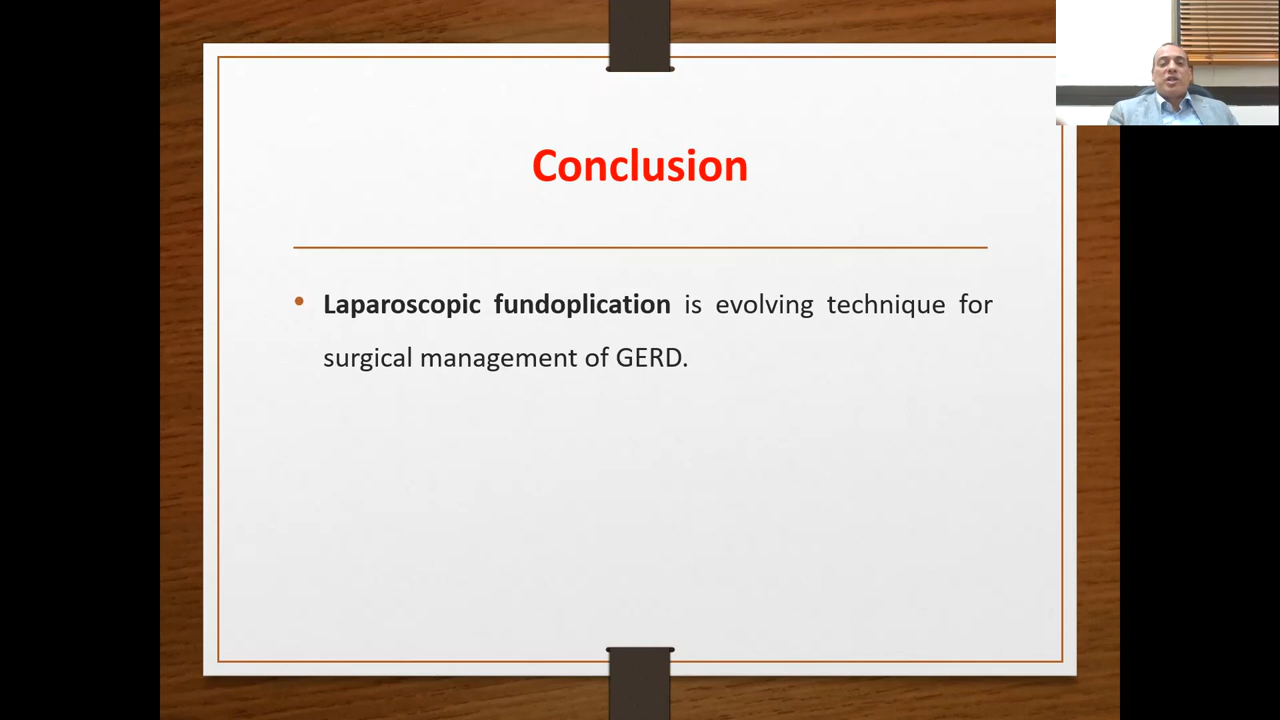 Conclusion
• Laparoscopic fundoplication is evolving technique for
surgical management of GERD.